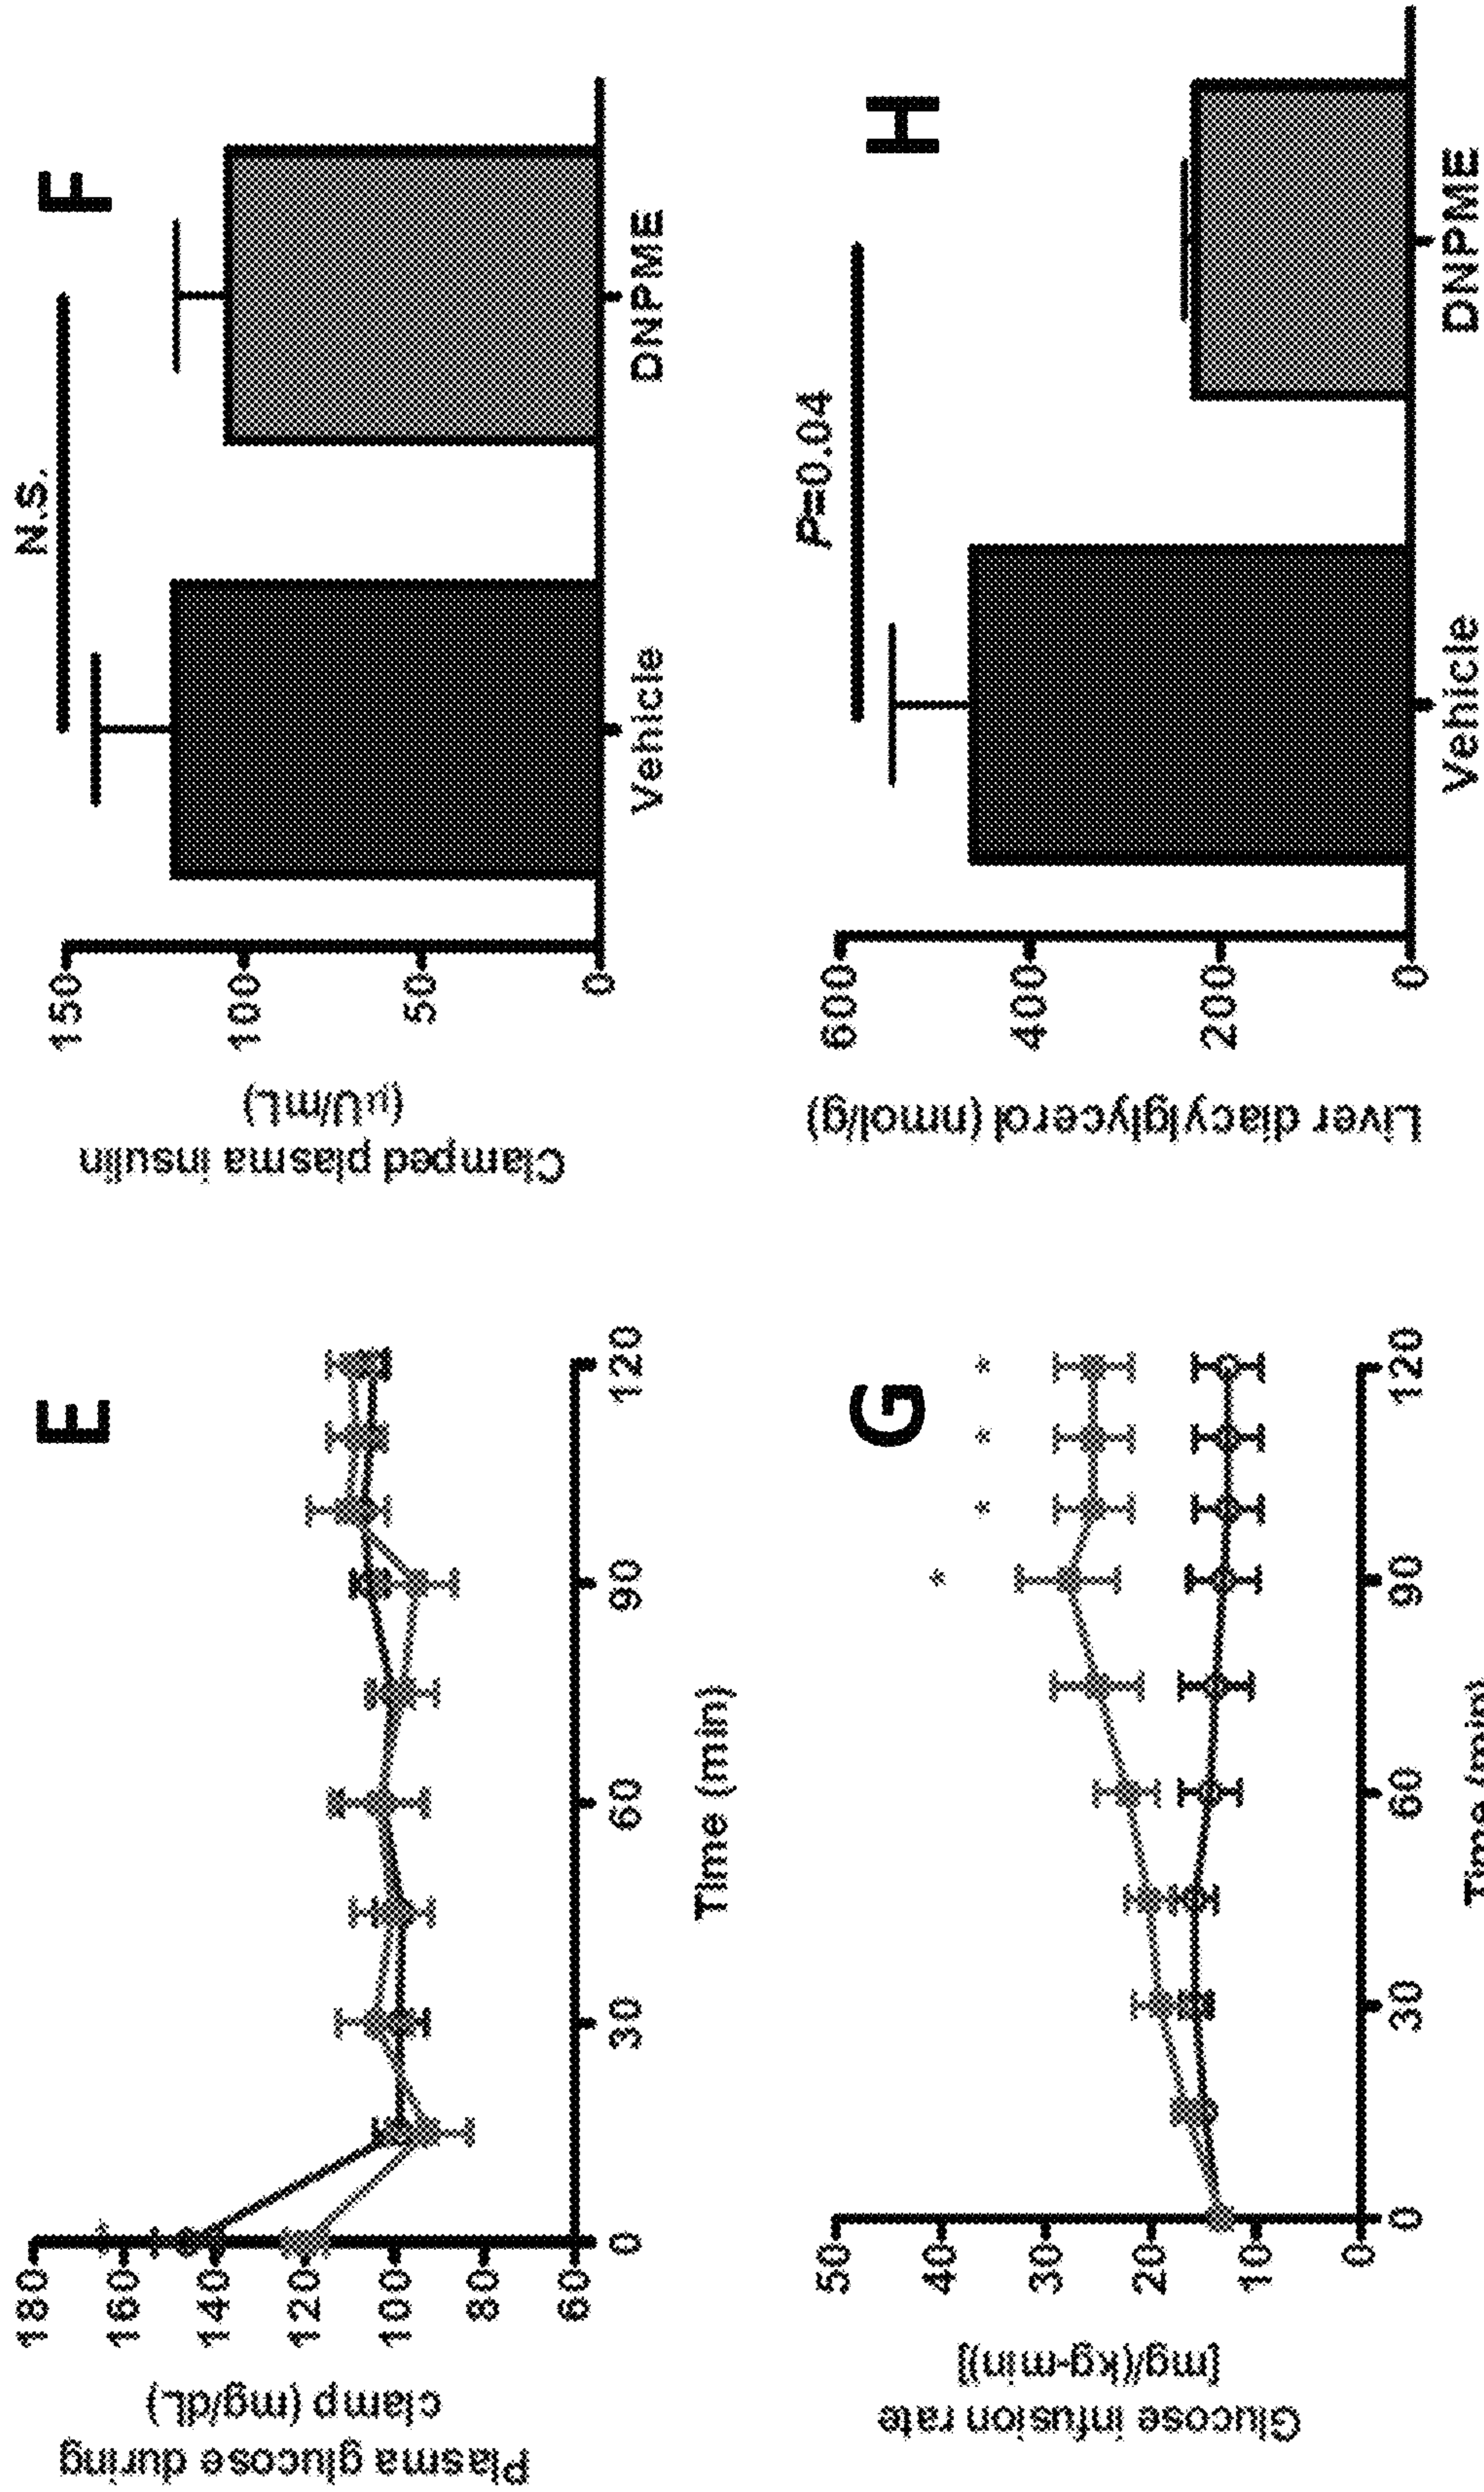 E
Plasma glucose during
clamp (mg/dL)
180
160
140
120
100
80
60
*
0
30
60
90
120
Time (min)
F
Clamped plasma insulin
(µU/mL)
150
100
50
0
N.S.
Vehicle
DNPME
G
Glucose infusion rate
[mg/(kg-min)]
50
40
30
20
10
0
* * * *
0
30
60
90
120
Time (min)
H
Liver diacylglycerol (nmol/g)
600
400
200
0
P=0.04
Vehicle
DNPME